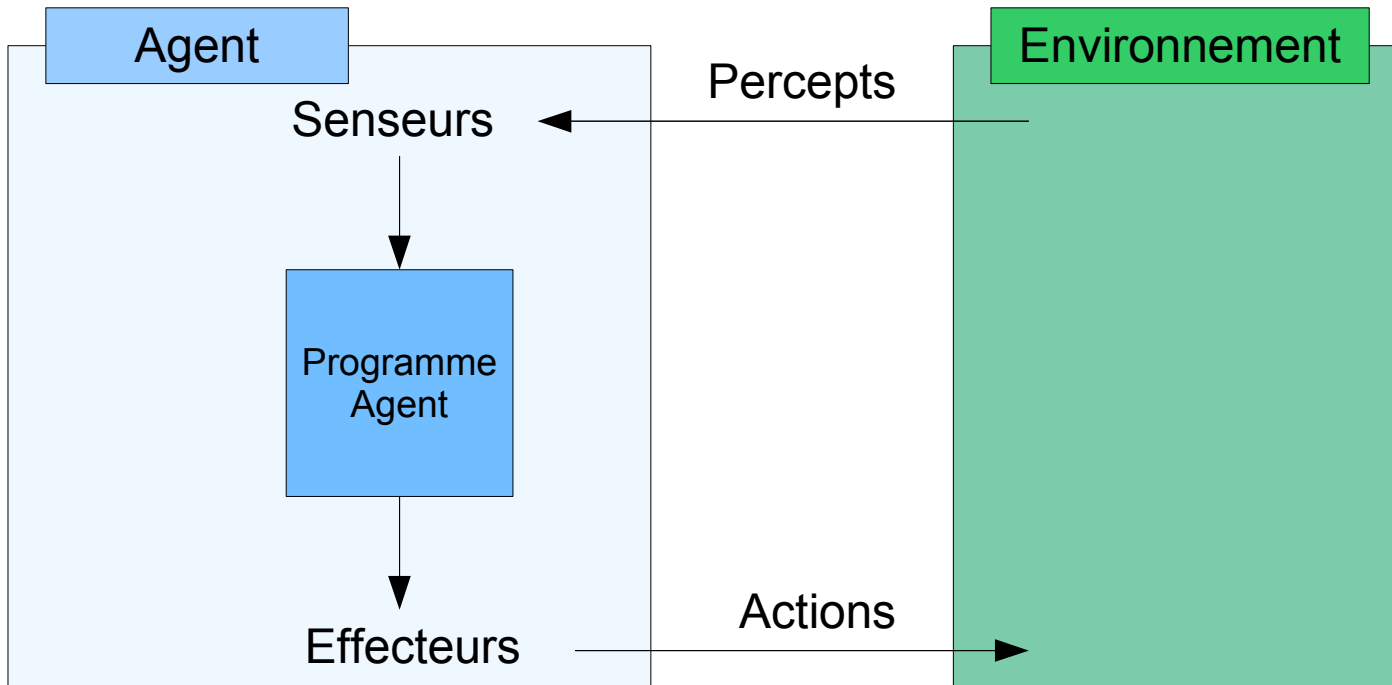 Agent
Environnement
Percepts
Senseurs
Programme
Agent
Actions
Effecteurs